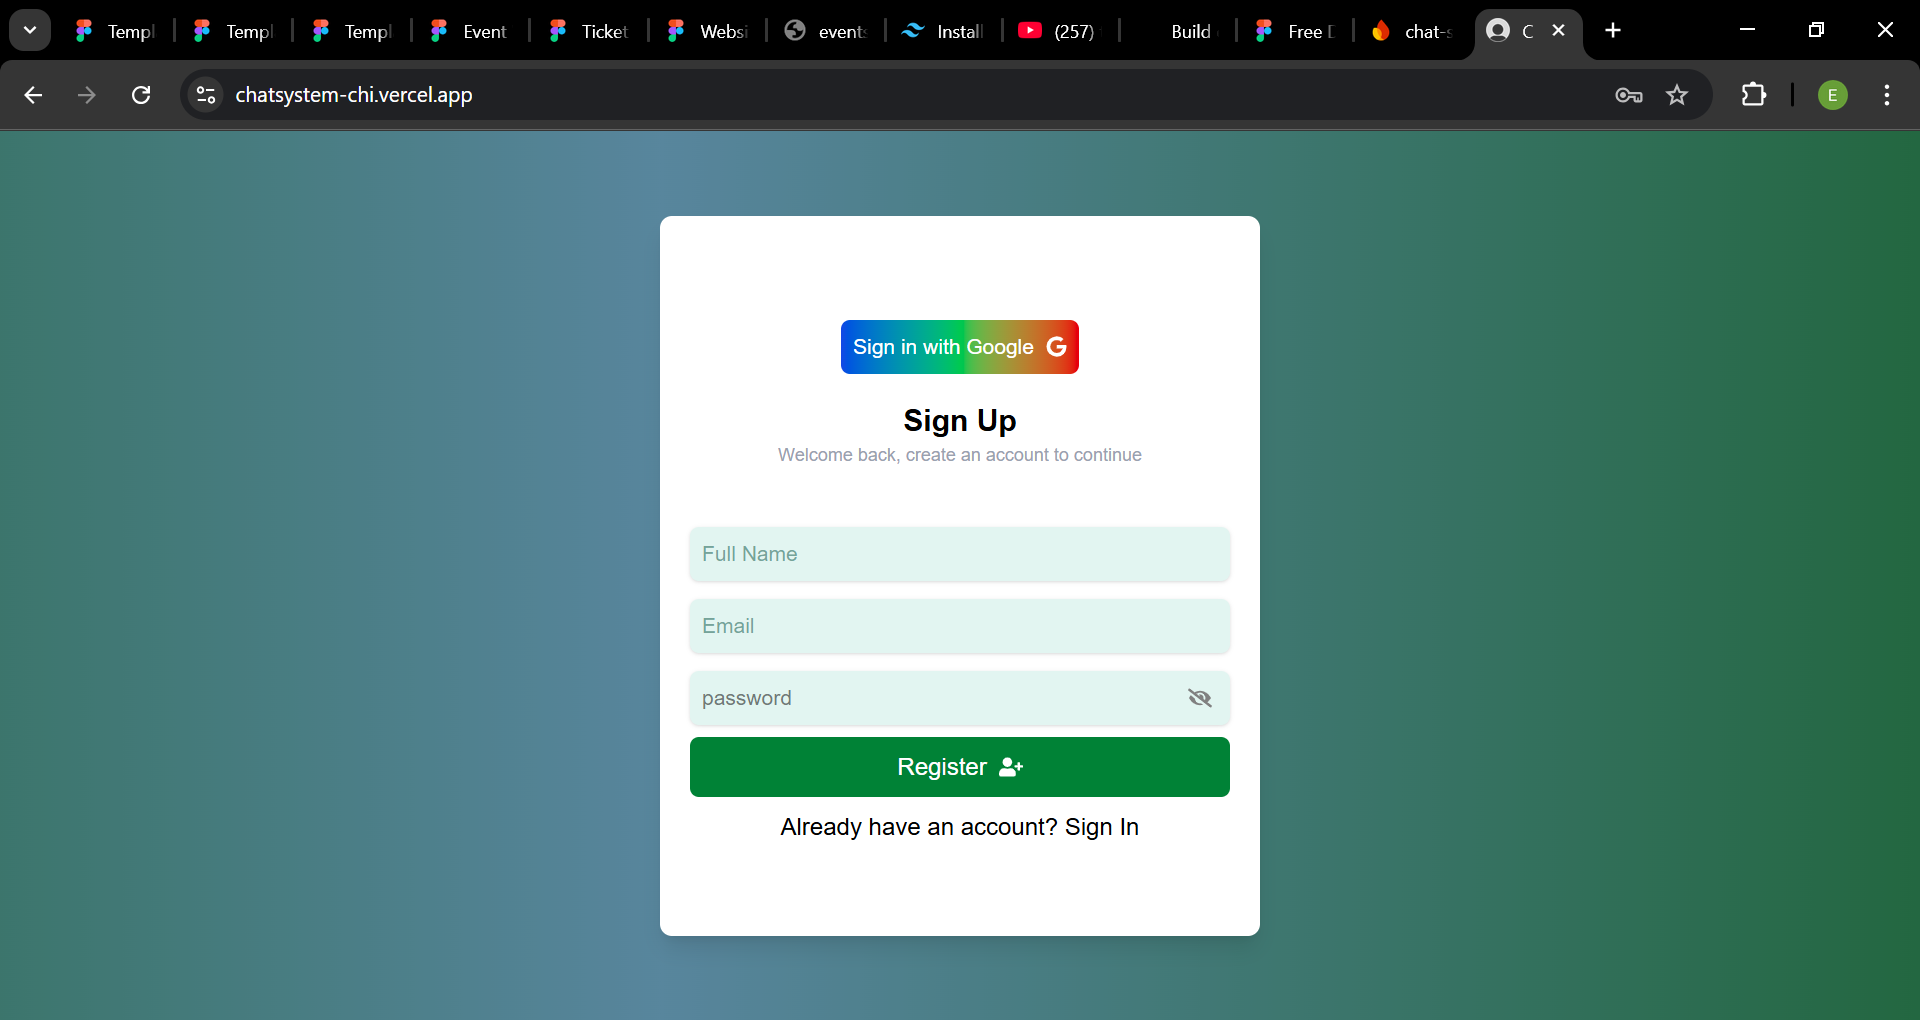 Templ
Templ
Templ
Event
Ticket
Websi
event
Install
(257)
Build
Free
chat-s
C
chatsystem-chi.vercel.app
E
Sign in with Google G
Sign Up
Welcome back, create an account to continue
Full Name
Email
password
Register
Already have an account? Sign In